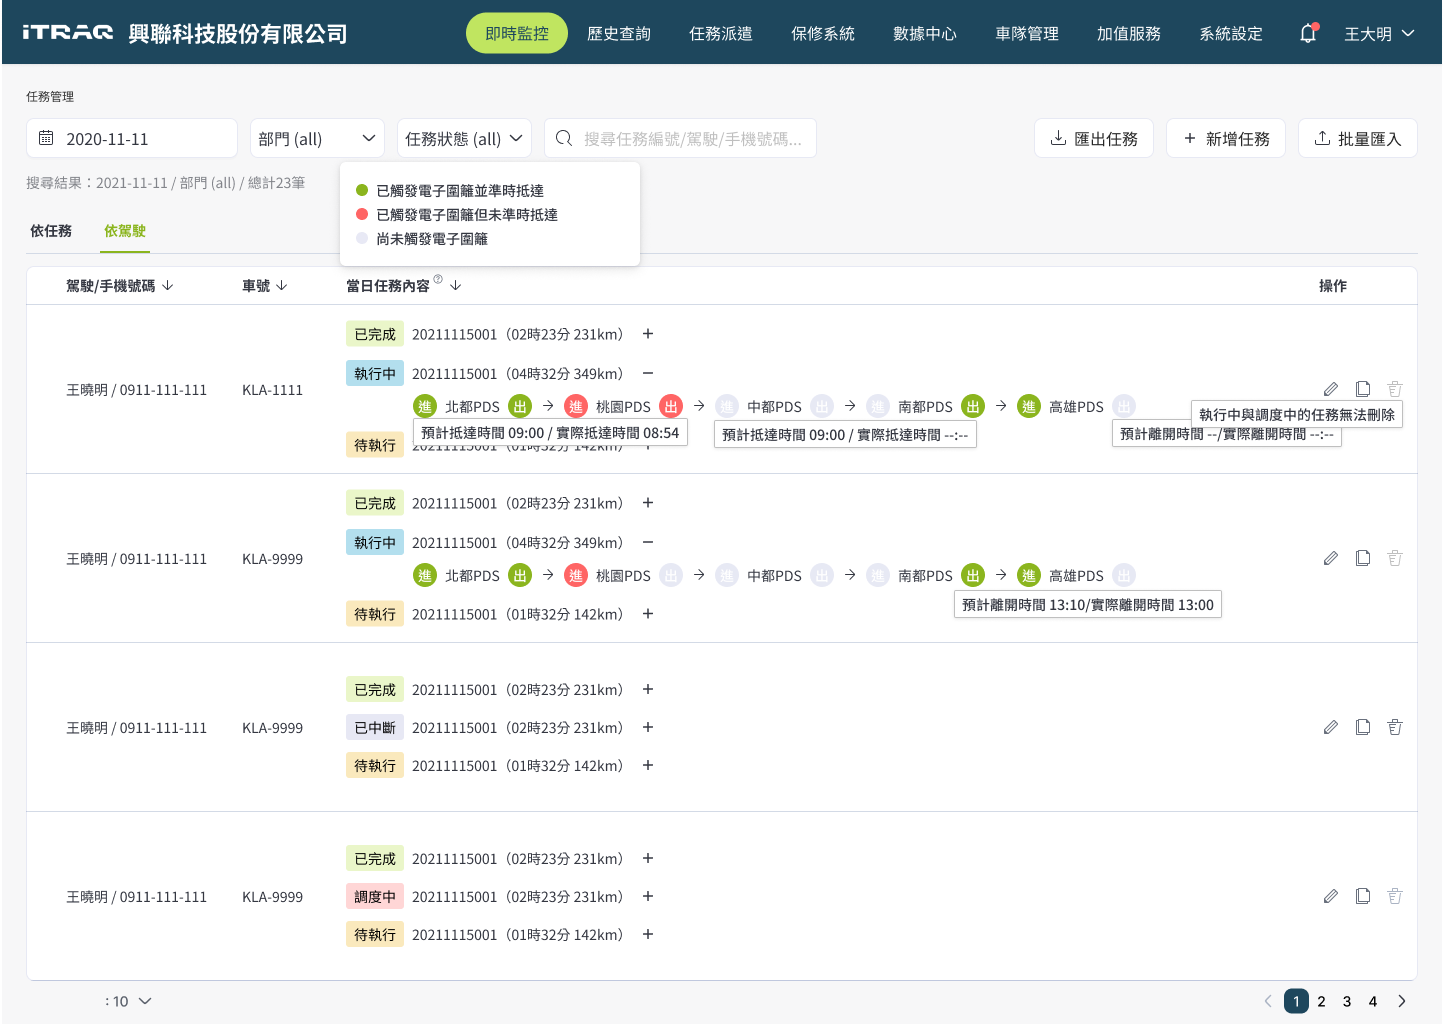 iTRAQ 興聯科技股份有限公司 即時監控 歷史查詢 任務派遣 保修系統 數據中心 車隊管理 加值服務 系統設定 王大明
任務管理
2020-11-11 部門 (all) 任務狀態 (all) 搜尋任務編號/駕駛/手機號碼... 匯出任務 + 新增任務 批量匯入
搜尋結果：2021-11-11 / 部門 (all) / 總計23筆
已觸發電子圍籬並準時抵達
已觸發電子圍籬但未準時抵達
尚未觸發電子圍籬
依任務 依駕駛
駕駛/手機號碼 ↓ 車號 ↓ 當日任務內容 ? ↓ 操作
已完成 20211115001（02時23分 231km） +
執行中 20211115001（04時32分 349km） −
王曉明 / 0911-111-111 KLA-1111
進 北都PDS 出 → 進 桃園PDS 出 → 進 中都PDS 出 → 進 南都PDS 出 → 進 高雄PDS 出
執行中與調度中的任務無法刪除
預計抵達時間 09:00 / 實際抵達時間 08:54 預計抵達時間 09:00 / 實際抵達時間 --:-- 預計離開時間 --/實際離開時間 --:--
待執行 20211115001（01時32分 142km） +
已完成 20211115001（02時23分 231km） +
執行中 20211115001（04時32分 349km） −
王曉明 / 0911-111-111 KLA-9999
進 北都PDS 出 → 進 桃園PDS 出 → 進 中都PDS 出 → 進 南都PDS 出 → 進 高雄PDS 出
預計離開時間 13:10/實際離開時間 13:00
待執行 20211115001（01時32分 142km） +
已完成 20211115001（02時23分 231km） +
王曉明 / 0911-111-111 KLA-9999 已中斷 20211115001（02時23分 231km） +
待執行 20211115001（01時32分 142km） +
已完成 20211115001（02時23分 231km） +
王曉明 / 0911-111-111 KLA-9999 調度中 20211115001（02時23分 231km） +
待執行 20211115001（01時32分 142km） +
: 10 1 2 3 4